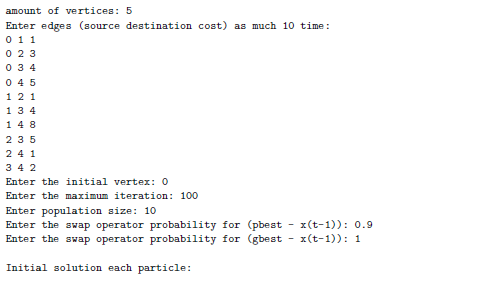 amount of vertices: 5
Enter edges (source destination cost) as much 10 time:
0 1 1
0 2 3
0 3 4
0 4 5
1 2 1
1 3 4
1 4 8
2 3 5
2 4 1
3 4 2
Enter the initial vertex: 0
Enter the maximum iteration: 100
Enter population size: 10
Enter the swap operator probability for (pbest - x(t-1)): 0.9
Enter the swap operator probability for (gbest - x(t-1)): 1
Initial solution each particle: